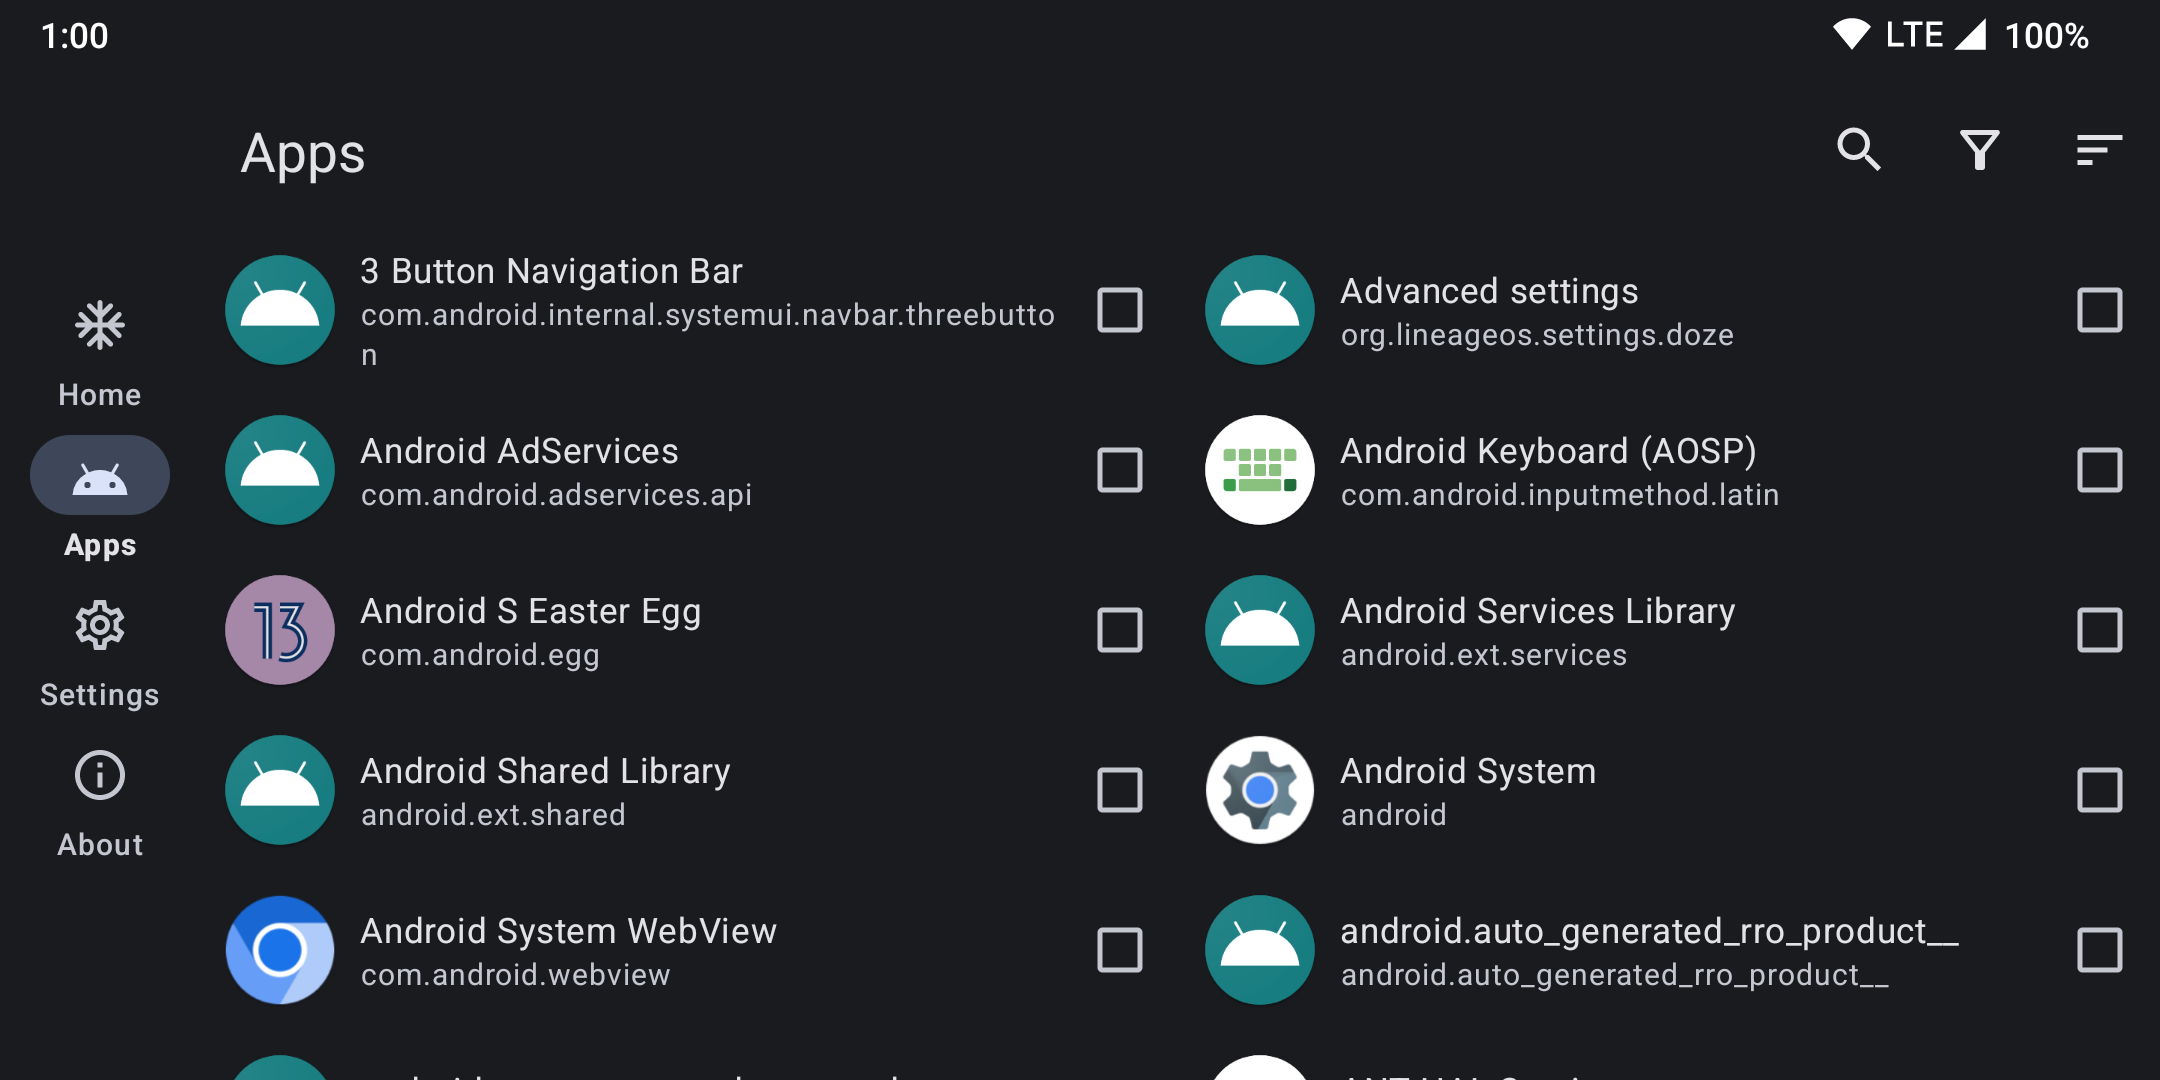 1:00
LTE 100%
Apps
3 Button Navigation Bar
com.android.internal.systemui.navbar.threebutto
n
Advanced settings
org.lineageos.settings.doze
Home
Android AdServices
com.android.adservices.api
Android Keyboard (AOSP)
com.android.inputmethod.latin
Apps
13
Android S Easter Egg
com.android.egg
Android Services Library
android.ext.services
Settings
Android Shared Library
android.ext.shared
Android System
android
About
Android System WebView
com.android.webview
android.auto_generated_rro_product__
android.auto_generated_rro_product__